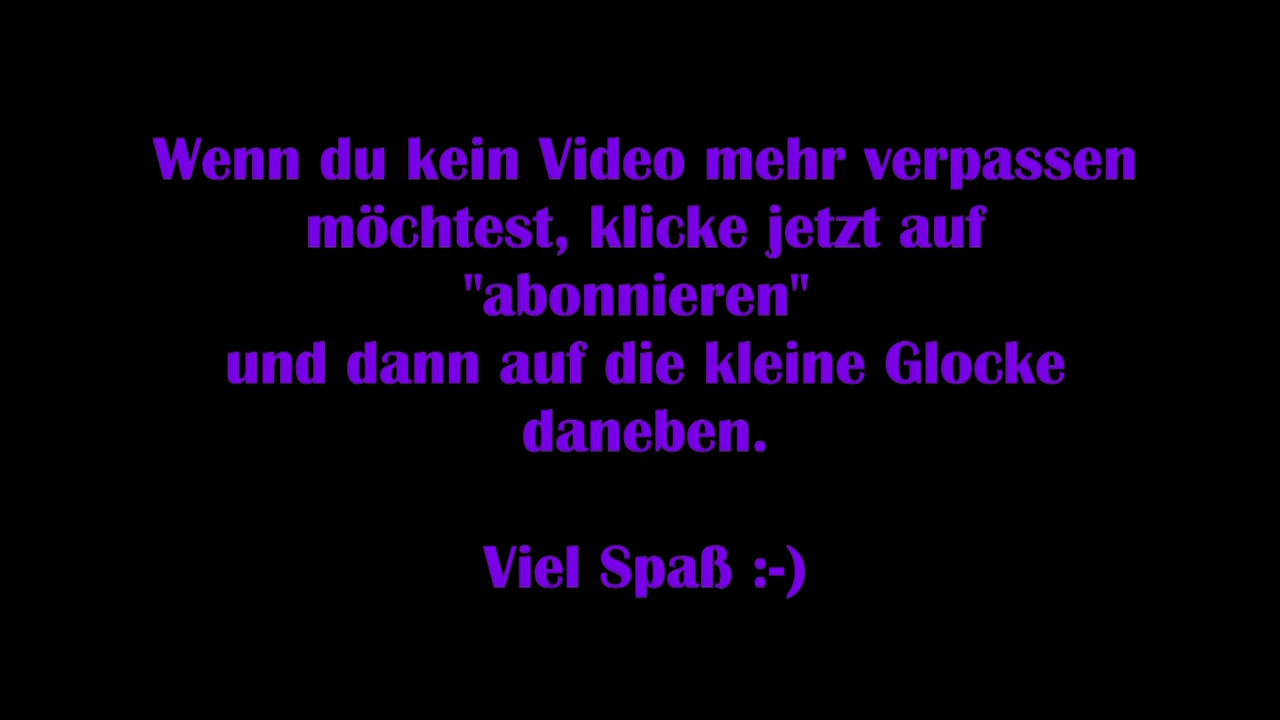 Wenn du kein Video mehr verpassen
möchtest, klicke jetzt auf
"abonnieren"
und dann auf die kleine Glocke
daneben.
Viel Spaß :-)